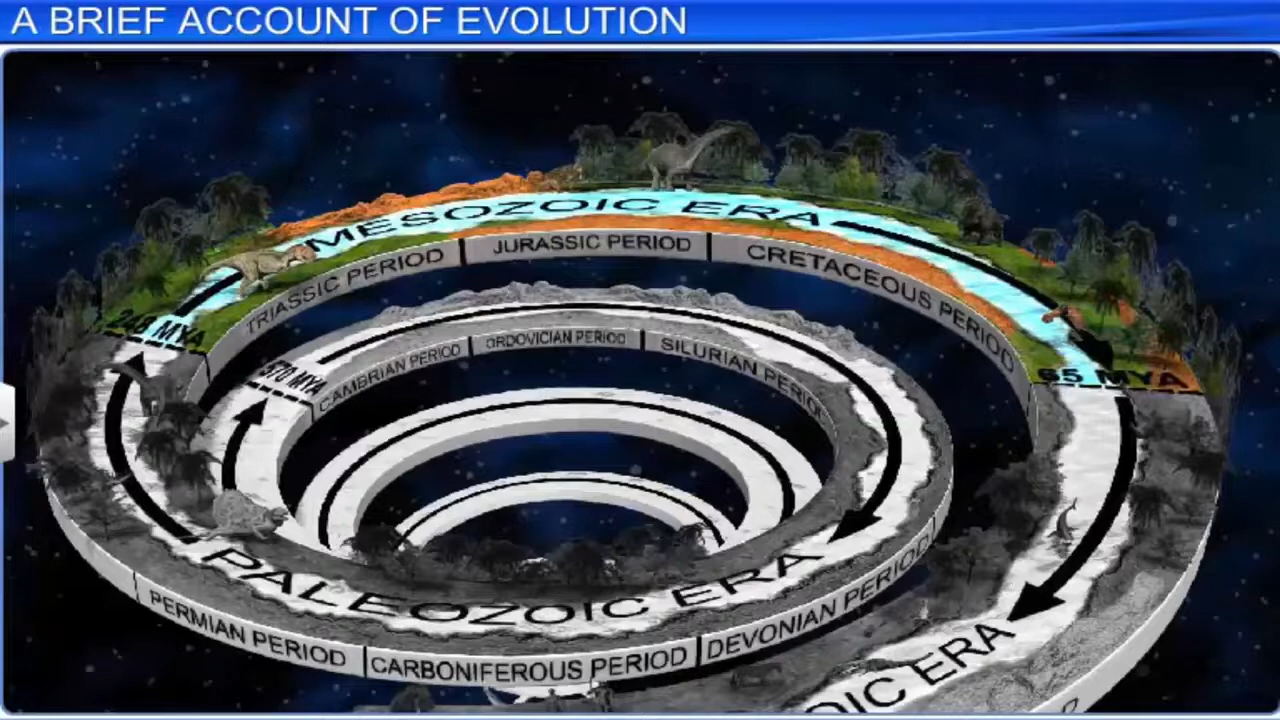 A BRIEF ACCOUNT OF EVOLUTION
MESOZOIC ERA
TRIASSIC PERIOD
JURASSIC PERIOD
CRETACEOUS PERIOD
248 MYA
65 MYA
570 MYA
CAMBRIAN PERIOD
ORDOVICIAN PERIOD
SILURIAN PERIOD
PALEOZOIC ERA
PERMIAN PERIOD
CARBONIFEROUS PERIOD
DEVONIAN PERIOD
OIC ERA